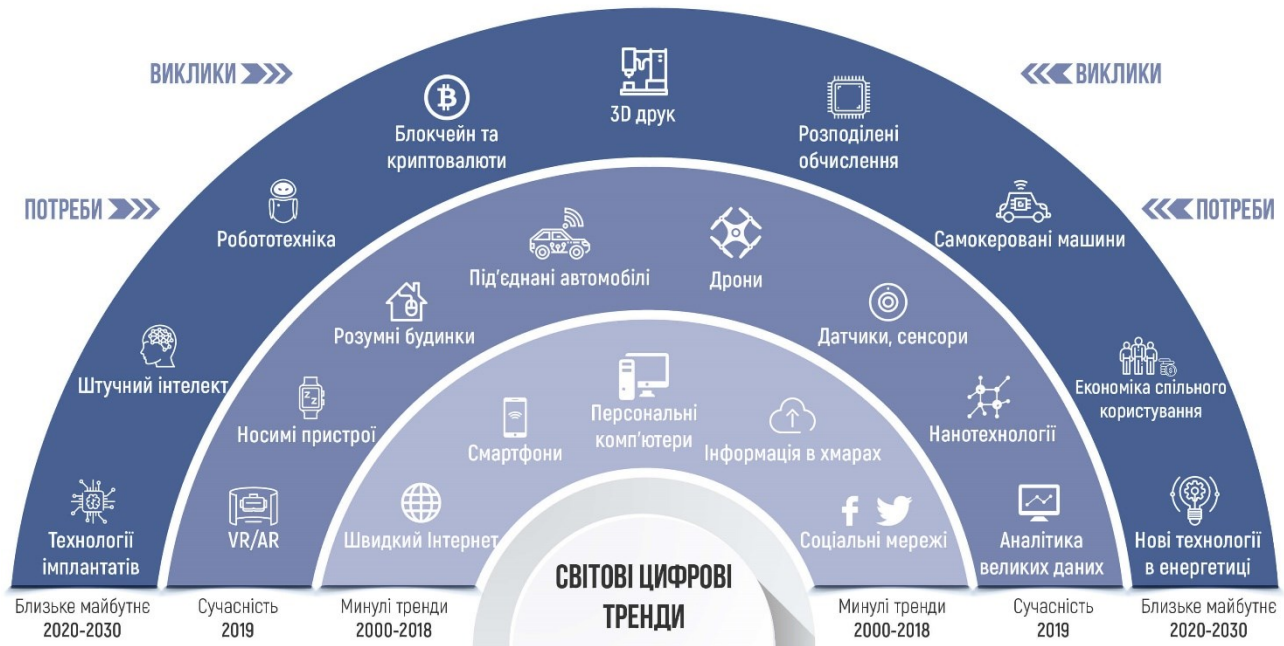 ВИКЛИКИ
ВИКЛИКИ
ПОТРЕБИ
ПОТРЕБИ
3D друк
Блокчейн та
криптовалюти
Розподілені
обчислення
Робототехніка
Самокеровані машини
Штучний інтелект
Економіка спільного
користування
Технології
імплантатів
Нові технології
в енергетиці
Під'єднані автомобілі
Дрони
Розумні будинки
Датчики, сенсори
Носимі пристрої
Нанотехнології
VR/AR
Аналітика
великих даних
Персональні
комп'ютери
Смартфони
Інформація в хмарах
Швидкий Інтернет
Соціальні мережі
СВІТОВІ ЦИФРОВІ
ТРЕНДИ
Близьке майбутнє
2020-2030
Сучасність
2019
Минулі тренди
2000-2018
Минулі тренди
2000-2018
Сучасність
2019
Близьке майбутнє
2020-2030